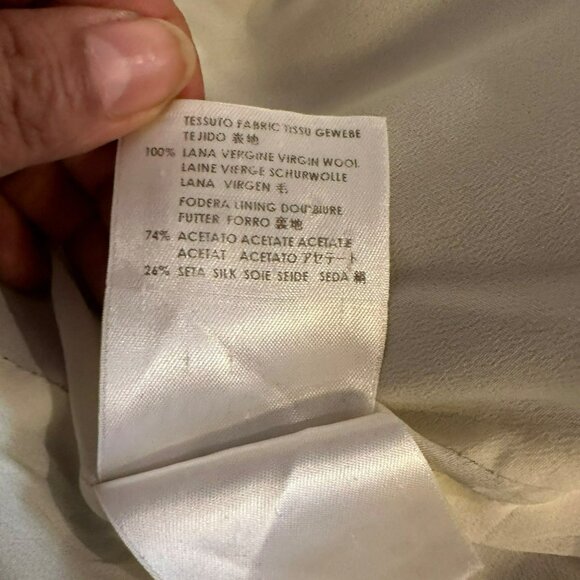 TESSUTO FABRIC TISSU GEWEBE
TEJIDO 表地
100% LANA VERGINE VIRGIN WOOL
LAINE VIERGE SCHURWOLLE
LANA VIRGEN 毛
FODERA LINING DOUBLURE
FUTTER FORRO 裏地
74% ACETATO ACETATE ACETATE
ACETAT ACETATO アセテート
26% SETA SILK SOIE SEIDE SEDA 絹